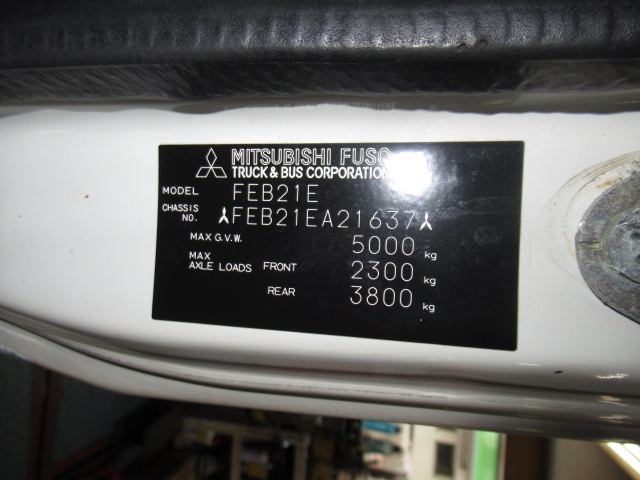 MITSUBISHI FUSO
TRUCK & BUS CORPORATION
MODEL FEB21E
CHASSIS NO. FEB21EA21637
MAX G.V.W. 5000 kg
MAX AXLE LOADS FRONT 2300 kg
REAR 3800 kg